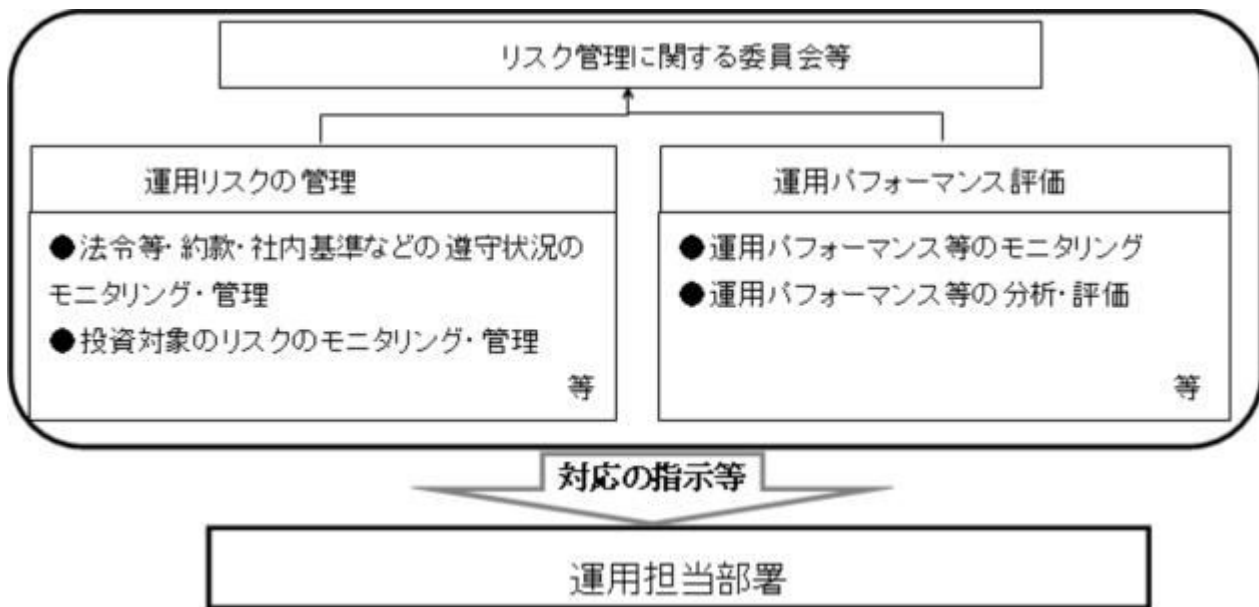 リスク管理に関する委員会等
運用リスクの管理
●法令等・約款・社内基準などの遵守状況の
モニタリング・管理
●投資対象のリスクのモニタリング・管理
等
運用パフォーマンス評価
●運用パフォーマンス等のモニタリング
●運用パフォーマンス等の分析・評価
等
対応の指示等
運用担当部署